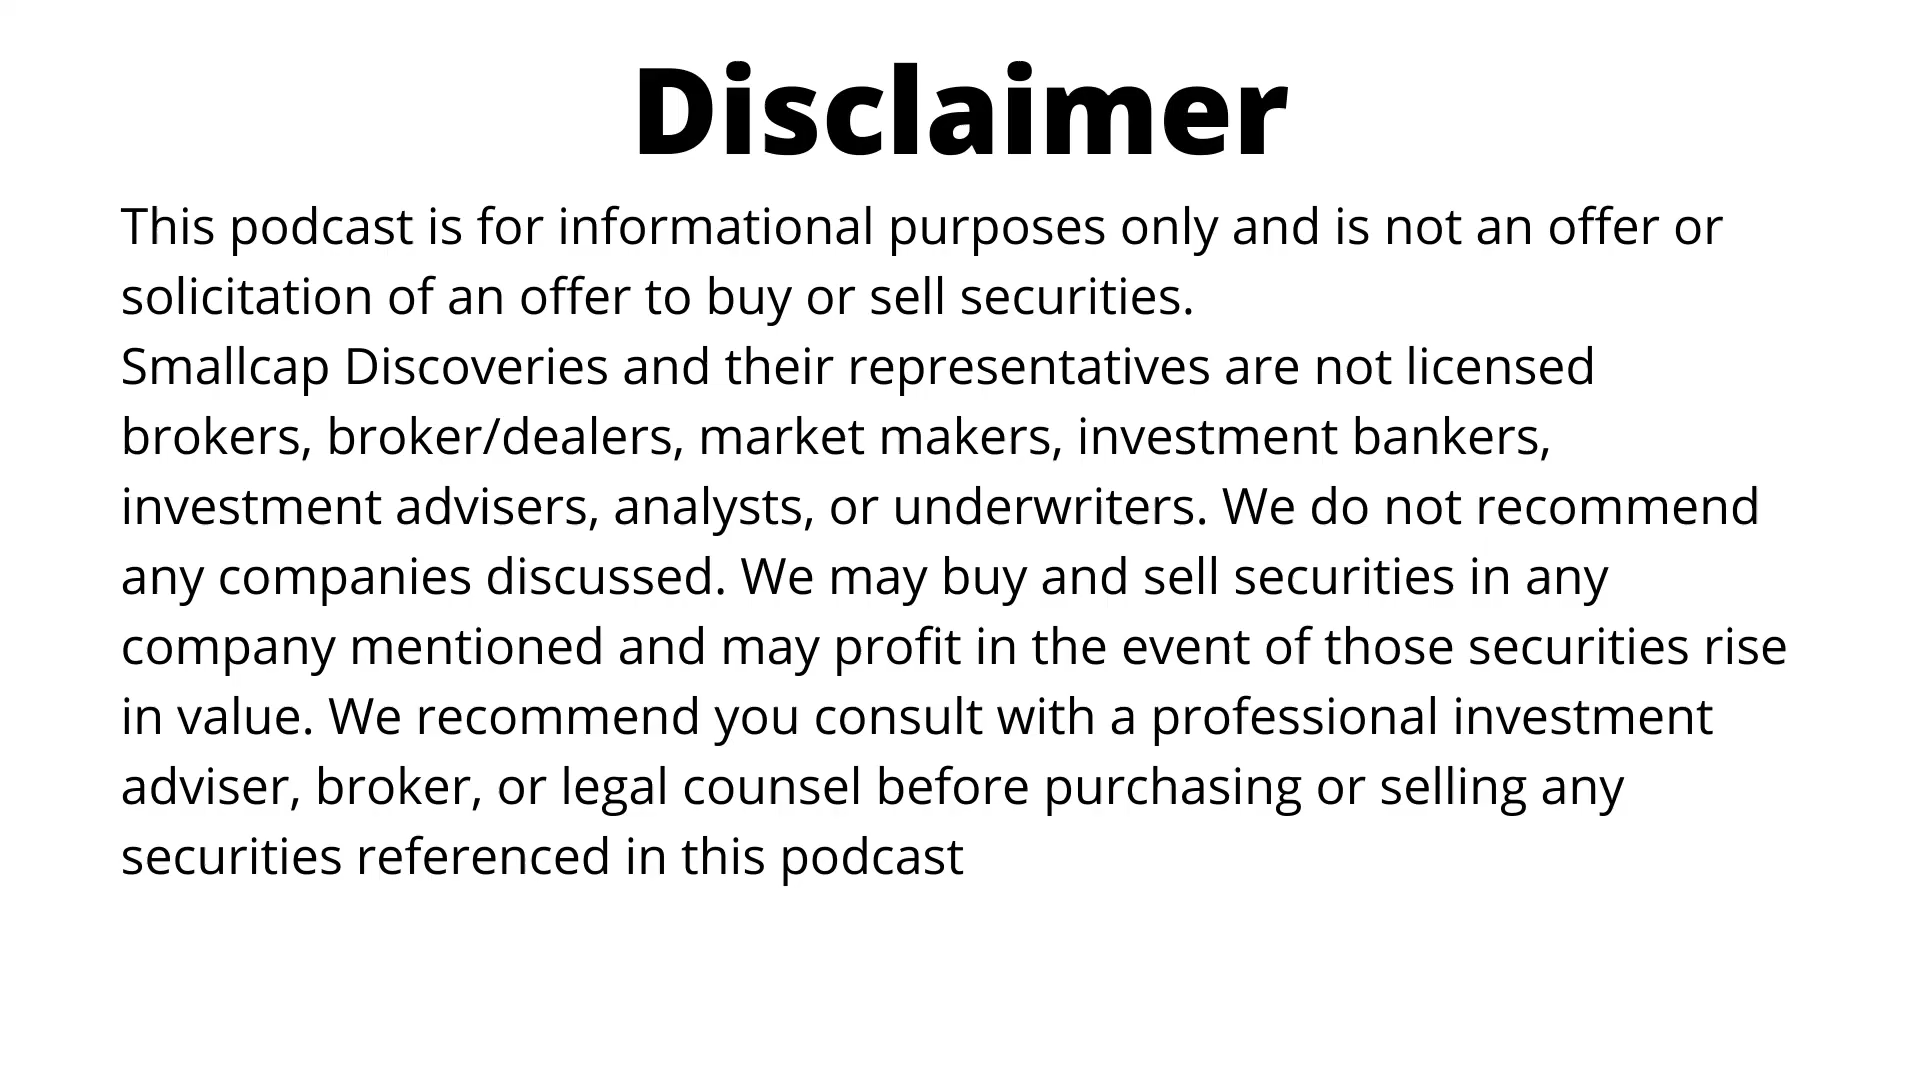 Disclaimer
This podcast is for informational purposes only and is not an offer or
solicitation of an offer to buy or sell securities.
Smallcap Discoveries and their representatives are not licensed
brokers, broker/dealers, market makers, investment bankers,
investment advisers, analysts, or underwriters. We do not recommend
any companies discussed. We may buy and sell securities in any
company mentioned and may profit in the event of those securities rise
in value. We recommend you consult with a professional investment
adviser, broker, or legal counsel before purchasing or selling any
securities referenced in this podcast